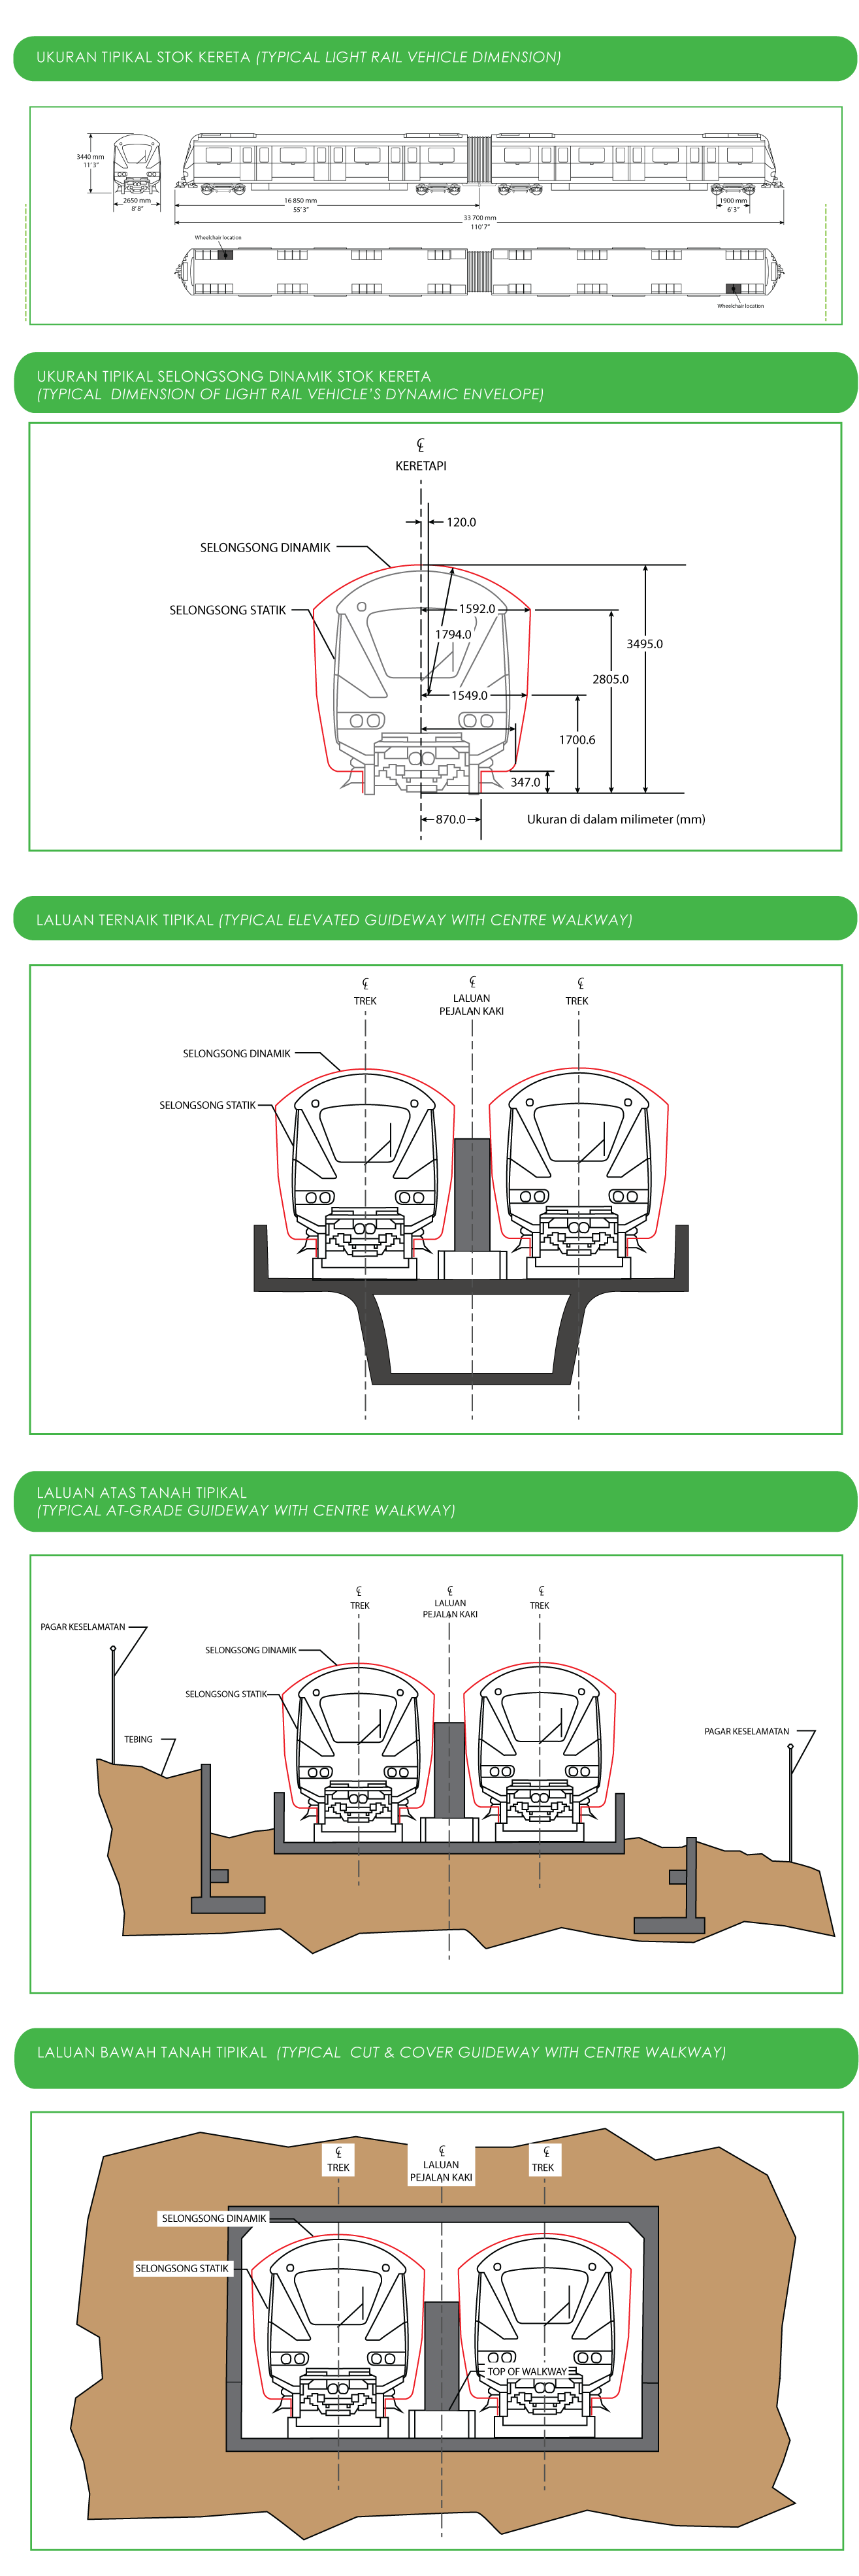 UKURAN TIPIKAL STOK KERETA (TYPICAL LIGHT RAIL VEHICLE DIMENSION)
3440 mm
11'3"
2650 mm
8'8"
16 850 mm
55'3"
1900 mm
6'3"
33 700 mm
110'7"
Wheelchair location
Wheelchair location
UKURAN TIPIKAL SELONGSONG DINAMIK STOK KERETA
(TYPICAL DIMENSION OF LIGHT RAIL VEHICLE'S DYNAMIC ENVELOPE)
℄
KERETAPI
120.0
SELONGSONG DINAMIK
SELONGSONG STATIK
1592.0
1794.0
3495.0
2805.0
1549.0
1700.6
347.0
870.0
Ukuran di dalam milimeter (mm)
LALUAN TERNAIK TIPIKAL (TYPICAL ELEVATED GUIDEWAY WITH CENTRE WALKWAY)
℄
TREK
℄
LALUAN
PEJALAN KAKI
℄
TREK
SELONGSONG DINAMIK
SELONGSONG STATIK
LALUAN ATAS TANAH TIPIKAL
(TYPICAL AT-GRADE GUIDEWAY WITH CENTRE WALKWAY)
℄
TREK
℄
LALUAN
PEJALAN KAKI
℄
TREK
PAGAR KESELAMATAN
SELONGSONG DINAMIK
SELONGSONG STATIK
PAGAR KESELAMATAN
TEBING
LALUAN BAWAH TANAH TIPIKAL (TYPICAL CUT & COVER GUIDEWAY WITH CENTRE WALKWAY)
℄
TREK
℄
LALUAN
PEJALAN KAKI
℄
TREK
SELONGSONG DINAMIK
SELONGSONG STATIK
TOP OF WALKWAY